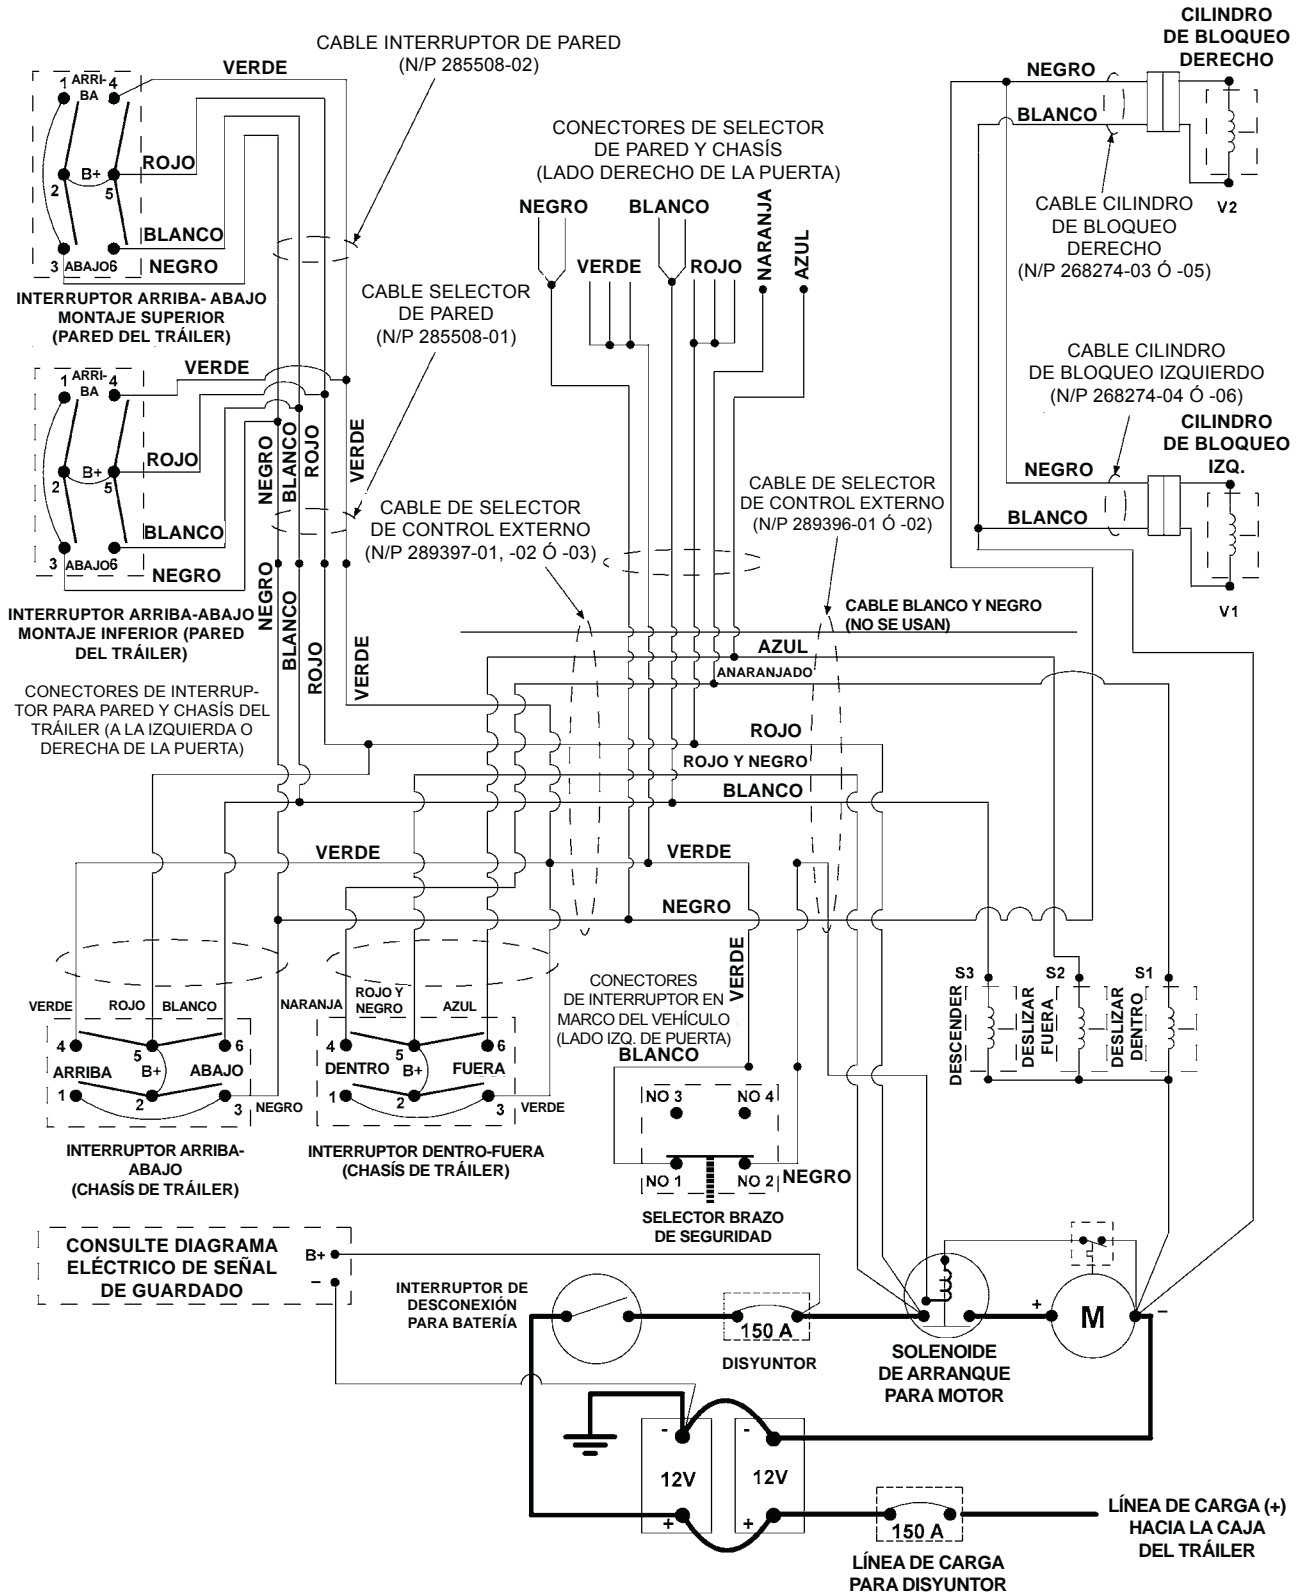 CILINDRO
DE BLOQUEO
DERECHO
CABLE INTERRUPTOR DE PARED
(N/P 285508-02)
VERDE
NEGRO
BLANCO
1 ARRI- 4
BA
ROJO
2 B+ 5
BLANCO
3 ABAJO 6
NEGRO
INTERRUPTOR ARRIBA- ABAJO
MONTAJE SUPERIOR
(PARED DEL TRÁILER)
CONECTORES DE SELECTOR
DE PARED Y CHASÍS
(LADO DERECHO DE LA PUERTA)
NEGRO
BLANCO
VERDE
ROJO
NARANJA
AZUL
V2
CABLE CILINDRO
DE BLOQUEO
DERECHO
(N/P 268274-03 Ó -05)
CABLE SELECTOR
DE PARED
(N/P 285508-01)
CABLE CILINDRO
DE BLOQUEO IZQUIERDO
(N/P 268274-04 Ó -06)
CILINDRO
DE BLOQUEO
IZQ.
NEGRO
BLANCO
V1
VERDE
1 ARRI- 4
BA
ROJO
2 B+ 5
BLANCO
3 ABAJO 6
NEGRO
INTERRUPTOR ARRIBA-ABAJO
MONTAJE INFERIOR (PARED
DEL TRÁILER)
NEGRO
BLANCO
ROJO
VERDE
CABLE DE SELECTOR
DE CONTROL EXTERNO
(N/P 289397-01, -02 Ó -03)
CABLE DE SELECTOR
DE CONTROL EXTERNO
(N/P 289396-01 Ó -02)
NEGRO
BLANCO
ROJO
VERDE
CABLE BLANCO Y NEGRO
(NO SE USAN)
AZUL
ANARANJADO
CONECTORES DE INTERRUP-
TOR PARA PARED Y CHASÍS DEL
TRÁILER (A LA IZQUIERDA O
DERECHA DE LA PUERTA)
ROJO
ROJO Y NEGRO
BLANCO
VERDE
VERDE
NEGRO
VERDE
ROJO
BLANCO
NARANJA
ROJO Y
NEGRO
AZUL
4 5 6
ARRIBA B+ ABAJO
1 2 3
NEGRO
INTERRUPTOR ARRIBA-
ABAJO
(CHASÍS DE TRÁILER)
4 5 6
DENTRO B+ FUERA
1 2 3
VERDE
INTERRUPTOR DENTRO-FUERA
(CHASÍS DE TRÁILER)
CONECTORES
DE INTERRUPTOR EN
MARCO DEL VEHÍCULO
(LADO IZQ. DE PUERTA)
VERDE
BLANCO
NO 3 NO 4
NO 1 NO 2
NEGRO
SELECTOR BRAZO
DE SEGURIDAD
S3
DESCENDER
S2
DESLIZAR
FUERA
S1
DESLIZAR
DENTRO
CONSULTE DIAGRAMA
ELÉCTRICO DE SEÑAL
DE GUARDADO
B+
–
INTERRUPTOR DE
DESCONEXIÓN
PARA BATERÍA
150 A
DISYUNTOR
SOLENOIDE
DE ARRANQUE
PARA MOTOR
+ M –
- -
12V 12V
+ +
150 A
LÍNEA DE CARGA
PARA DISYUNTOR
LÍNEA DE CARGA (+)
HACIA LA CAJA
DEL TRÁILER